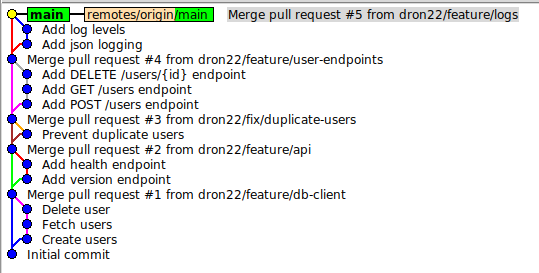 main remotes/origin/main Merge pull request #5 from dron22/feature/logs
Add log levels
Add json logging
Merge pull request #4 from dron22/feature/user-endpoints
Add DELETE /users/{id} endpoint
Add GET /users endpoint
Add POST /users endpoint
Merge pull request #3 from dron22/fix/duplicate-users
Prevent duplicate users
Merge pull request #2 from dron22/feature/api
Add health endpoint
Add version endpoint
Merge pull request #1 from dron22/feature/db-client
Delete user
Fetch users
Create users
Initial commit